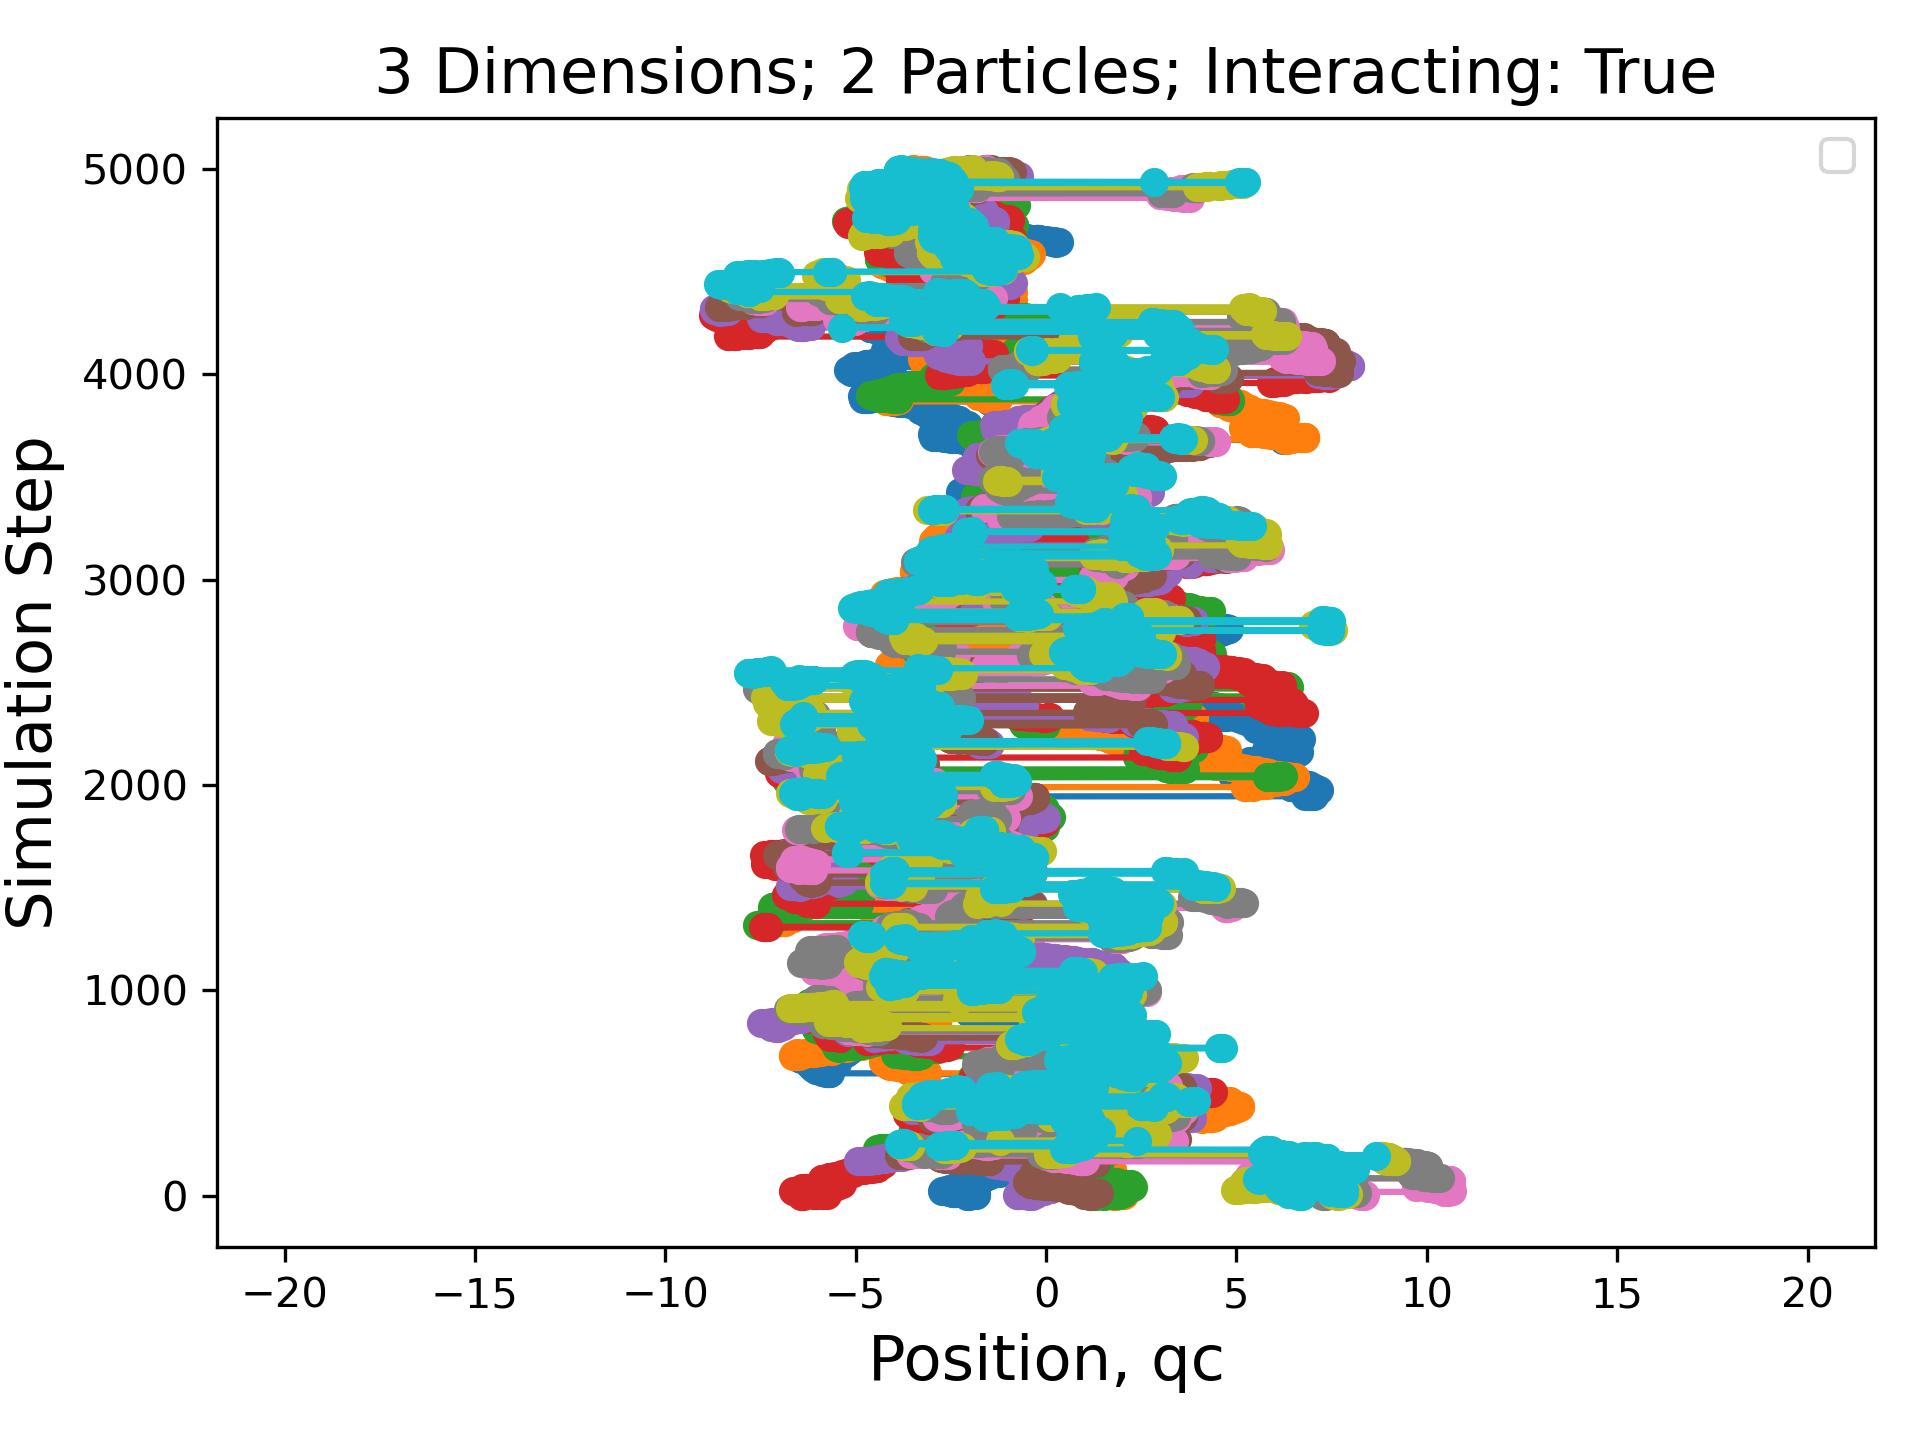 3 Dimensions; 2 Particles; Interacting: True
Simulation Step
5000
4000
3000
2000
1000
0
−20 −15 −10 −5 0 5 10 15 20
Position, qc